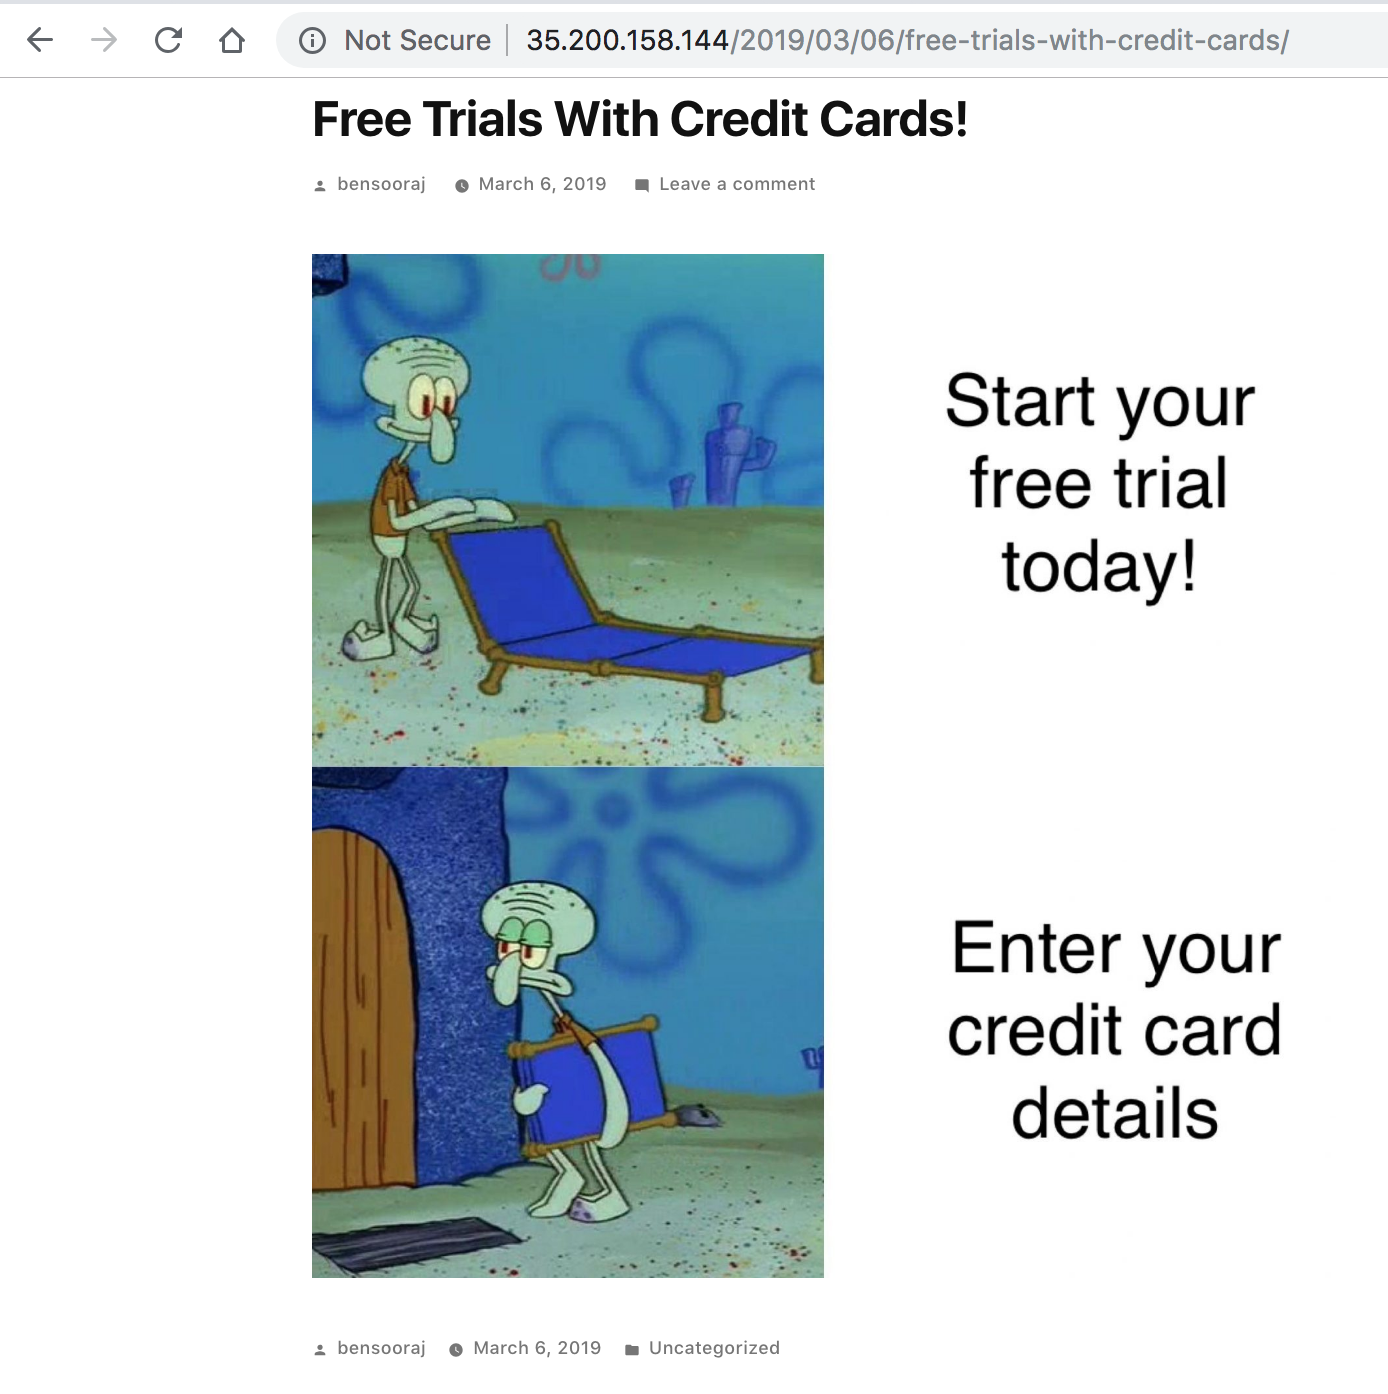 Not Secure | 35.200.158.144/2019/03/06/free-trials-with-credit-cards/
Free Trials With Credit Cards!
bensooraj March 6, 2019 Leave a comment
Start your
free trial
today!
Enter your
credit card
details
bensooraj March 6, 2019 Uncategorized